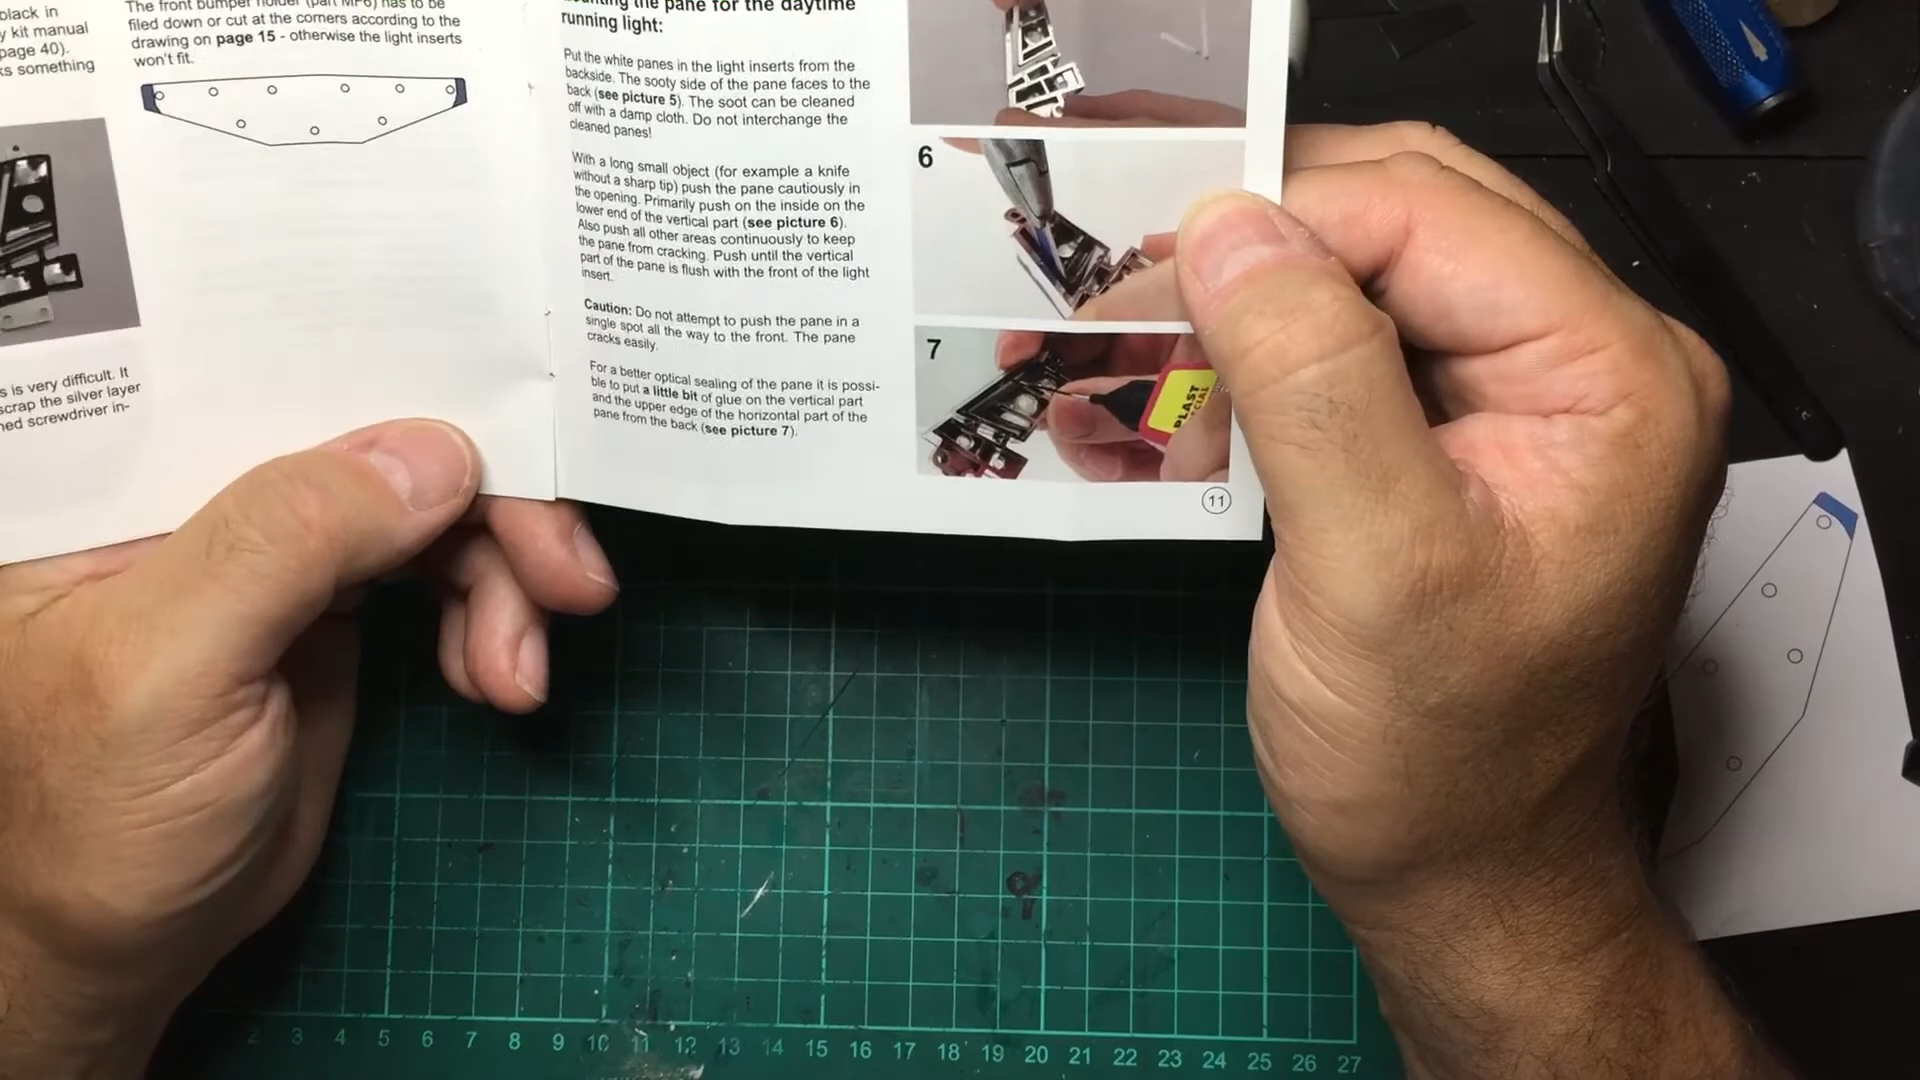 black in
y kit manual
page 40).
ks something
s is very difficult. It
scrap the silver layer
ned screwdriver in-
The front bumper holder (part MP6) has to be
filed down or cut at the corners according to the
drawing on page 15 - otherwise the light inserts
won't fit.
the pane for the daytime
running light:
Put the white panes in the light inserts from the
backside. The sooty side of the pane faces to the
back (see picture 5). The soot can be cleaned
off with a damp cloth. Do not interchange the
cleaned panes!
With a long small object (for example a knife
without a sharp tip) push the pane cautiously in
the opening. Primarily push on the inside on the
lower end of the vertical part (see picture 6).
Also push all other areas continuously to keep
the pane from cracking. Push until the vertical
part of the pane is flush with the front of the light
insert.
Caution: Do not attempt to push the pane in a
single spot all the way to the front. The pane
cracks easily.
For a better optical sealing of the pane it is possi-
ble to put a little bit of glue on the vertical part
and the upper edge of the horizontal part of the
pane from the back (see picture 7).
6
7
PLAST
11
2 3 4 5 6 7 8 9 10 11 12 13 14 15 16 17 18 19 20 21 22 23 24 25 26 27